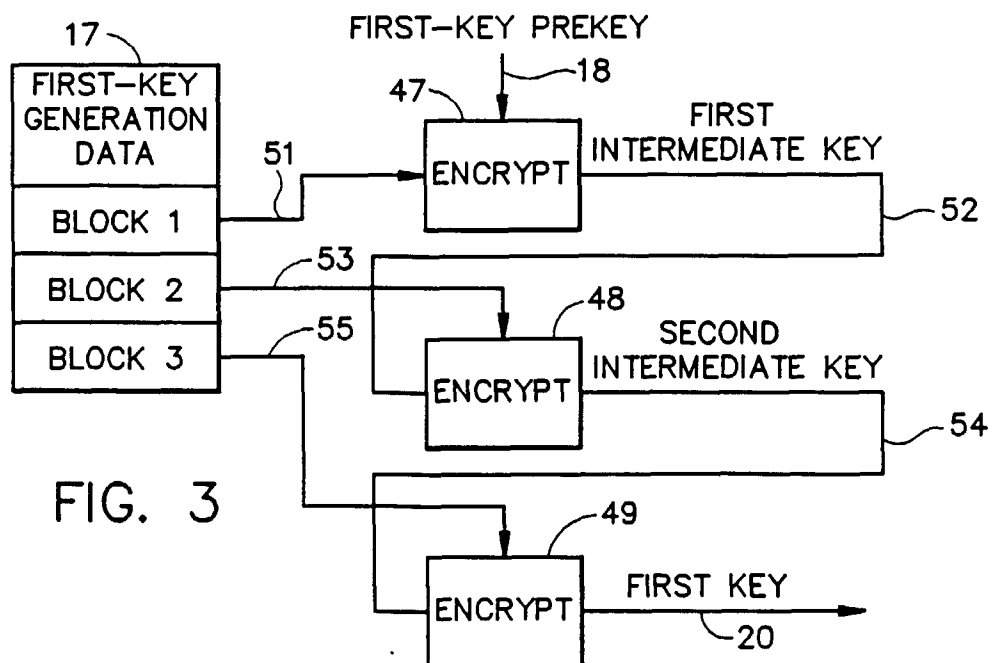 17
FIRST-KEY
GENERATION
DATA
BLOCK 1
BLOCK 2
BLOCK 3
FIRST-KEY PREKEY
18
47
ENCRYPT
51
FIRST
INTERMEDIATE KEY
52
53
48
ENCRYPT
55
SECOND
INTERMEDIATE KEY
54
FIG. 3
49
ENCRYPT
FIRST KEY
20